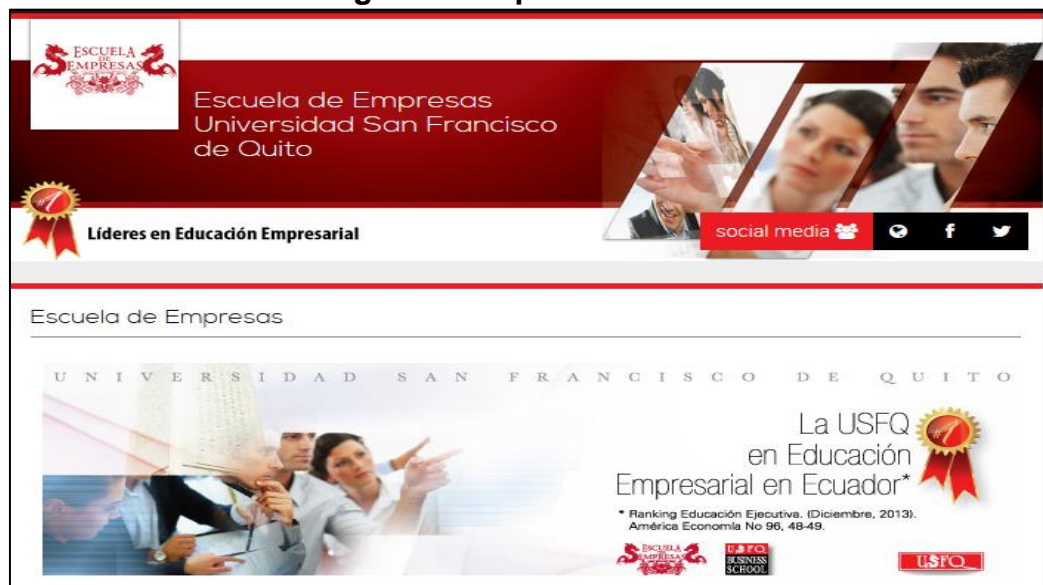 ESCUELA
DE
EMPRESAS
Escuela de Empresas
Universidad San Francisco
de Quito
#1
Líderes en Educación Empresarial
social media
Escuela de Empresas
UNIVERSIDAD SAN FRANCISCO DE QUITO
La USFQ
en Educación
Empresarial en Ecuador*
#1
* Ranking Educación Ejecutiva. (Diciembre, 2013).
América Economía No 96, 48-49.
ESCUELA
DE
EMPRESAS
USFQ
BUSINESS
SCHOOL
USFQ